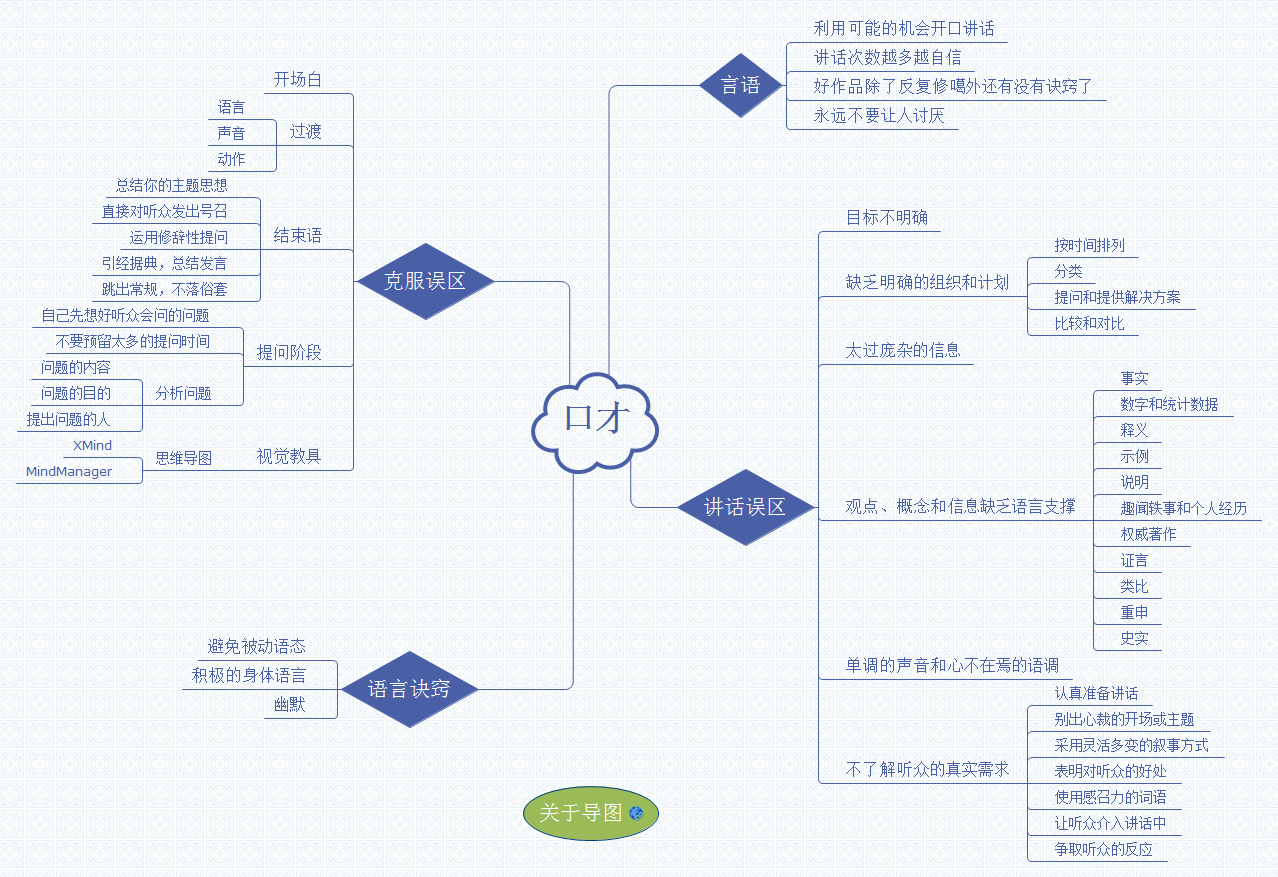 口才
言语
利用可能的机会开口讲话
讲话次数越多越自信
好作品除了反复修噶外还有没有诀窍了
永远不要让人讨厌
讲话误区
目标不明确
缺乏明确的组织和计划
按时间排列
分类
提问和提供解决方案
比较和对比
太过庞杂的信息
观点、概念和信息缺乏语言支撑
事实
数字和统计数据
释义
示例
说明
趣闻轶事和个人经历
权威著作
证言
类比
重申
史实
单调的声音和心不在焉的语调
不了解听众的真实需求
认真准备讲话
别出心裁的开场或主题
采用灵活多变的叙事方式
表明对听众的好处
使用感召力的词语
让听众介入讲话中
争取听众的反应
克服误区
开场白
过渡
语言
声音
动作
结束语
总结你的主题思想
直接对听众发出号召
运用修辞性提问
引经据典，总结发言
跳出常规，不落俗套
提问阶段
自己先想好听众会问的问题
不要预留太多的提问时间
分析问题
问题的内容
问题的目的
提出问题的人
视觉教具
思维导图
XMind
MindManager
语言诀窍
避免被动语态
积极的身体语言
幽默
关于导图